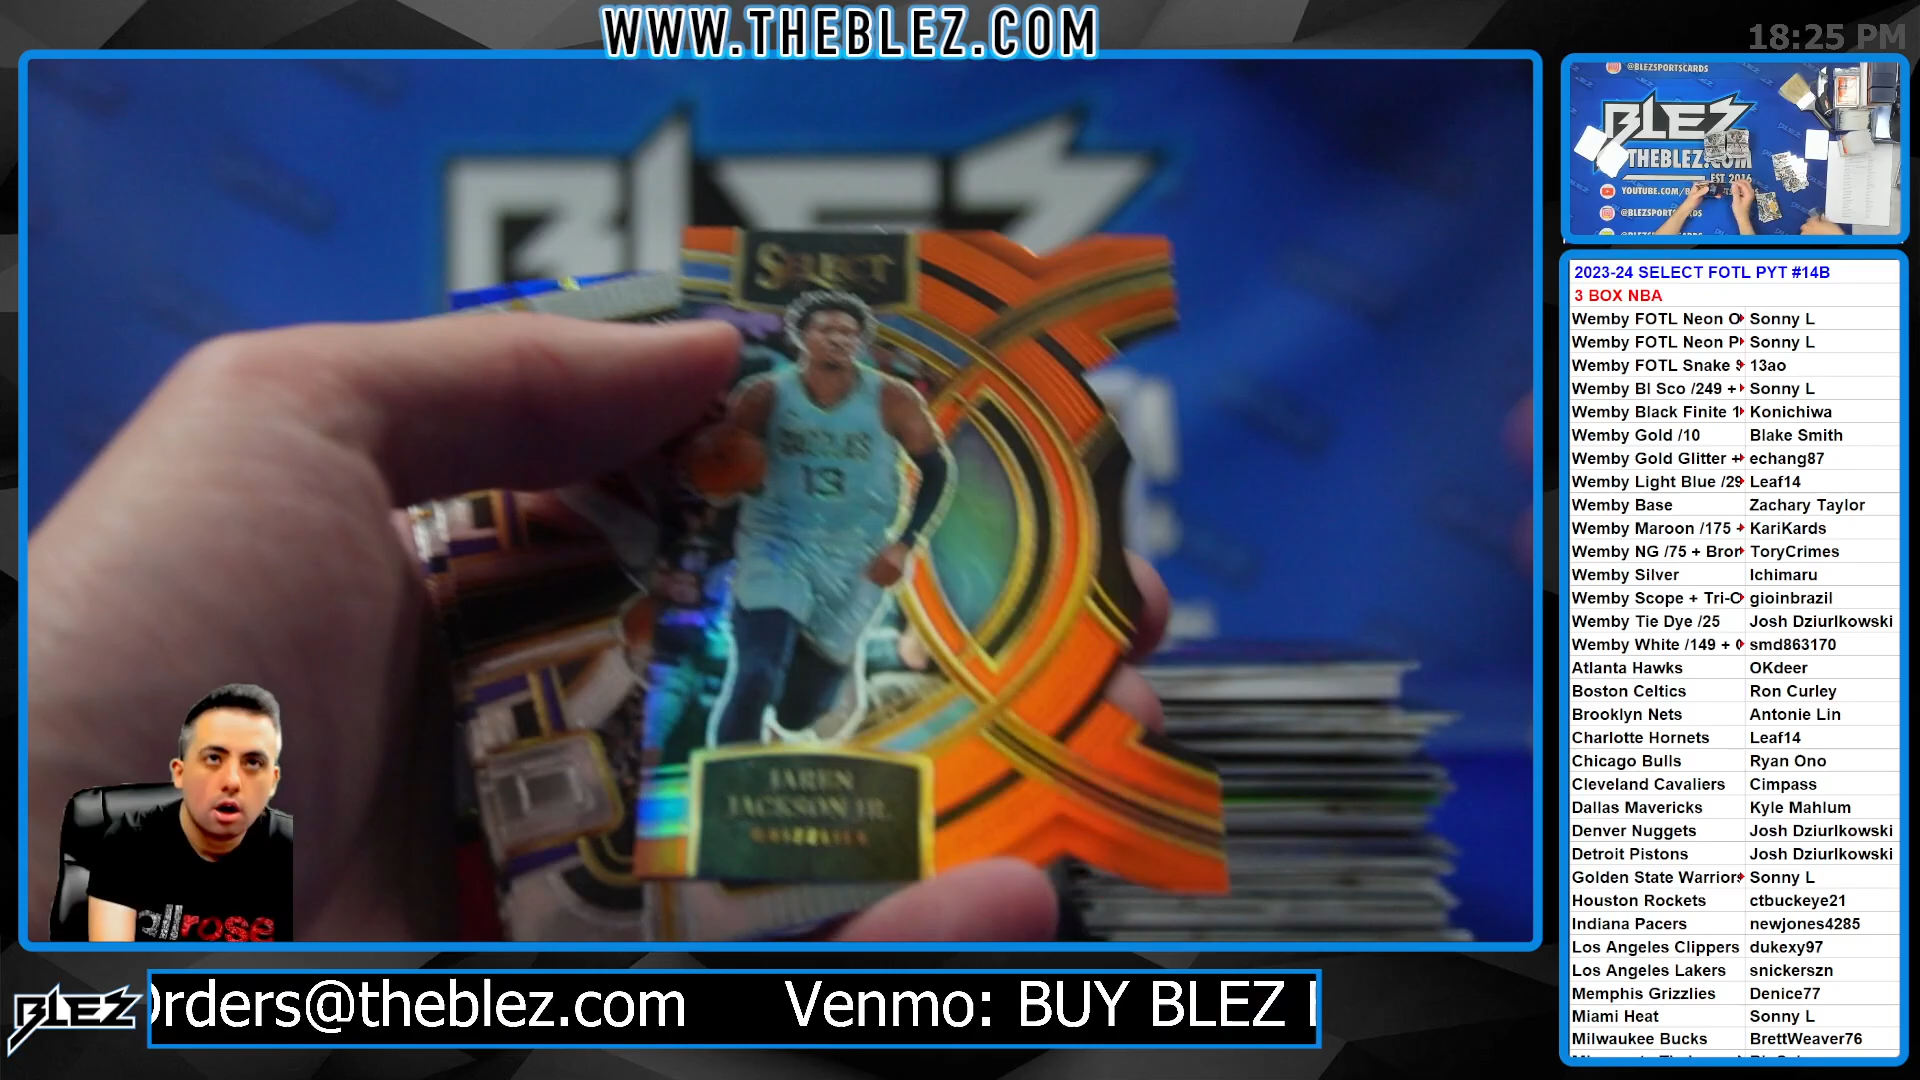 WWW.THEBLEZ.COM
18:25 PM
BLEZ
SELECT
GRIZZLIES
13
JAREN
JACKSON JR.
GRIZZLIES
allrose
@BLEZSPORTSCARDS
BLEZ
THEBLEZ.COM
EST 2016
YOUTUBE.COM/B
@BLEZSPORT
2023-24 SELECT FOTL PYT #14B
3 BOX NBA
Wemby FOTL Neon O Sonny L
Wemby FOTL Neon P Sonny L
Wemby FOTL Snake S 13ao
Wemby Bl Sco /249 + Sonny L
Wemby Black Finite 1 Konichiwa
Wemby Gold /10 Blake Smith
Wemby Gold Glitter + echang87
Wemby Light Blue /29 Leaf14
Wemby Base Zachary Taylor
Wemby Maroon /175 + KariKards
Wemby NG /75 + Bron ToryCrimes
Wemby Silver Ichimaru
Wemby Scope + Tri-C gioinbrazil
Wemby Tie Dye /25 Josh Dziurlkowski
Wemby White /149 + smd863170
Atlanta Hawks OKdeer
Boston Celtics Ron Curley
Brooklyn Nets Antonie Lin
Charlotte Hornets Leaf14
Chicago Bulls Ryan Ono
Cleveland Cavaliers Cimpass
Dallas Mavericks Kyle Mahlum
Denver Nuggets Josh Dziurlkowski
Detroit Pistons Josh Dziurlkowski
Golden State Warriors Sonny L
Houston Rockets ctbuckeye21
Indiana Pacers newjones4285
Los Angeles Clippers dukexy97
Los Angeles Lakers snickerszn
Memphis Grizzlies Denice77
Miami Heat Sonny L
Milwaukee Bucks BrettWeaver76
BLEZ
Orders@theblez.com Venmo: BUY BLEZ